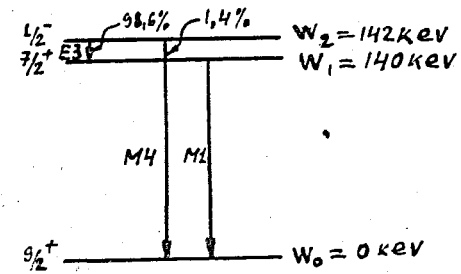 98,6% 1,4%
1/2⁻ W₂ = 142 keV
7/2⁺ E3 W₁ = 140 keV
M4 M1
9/2⁺ W₀ = 0 keV